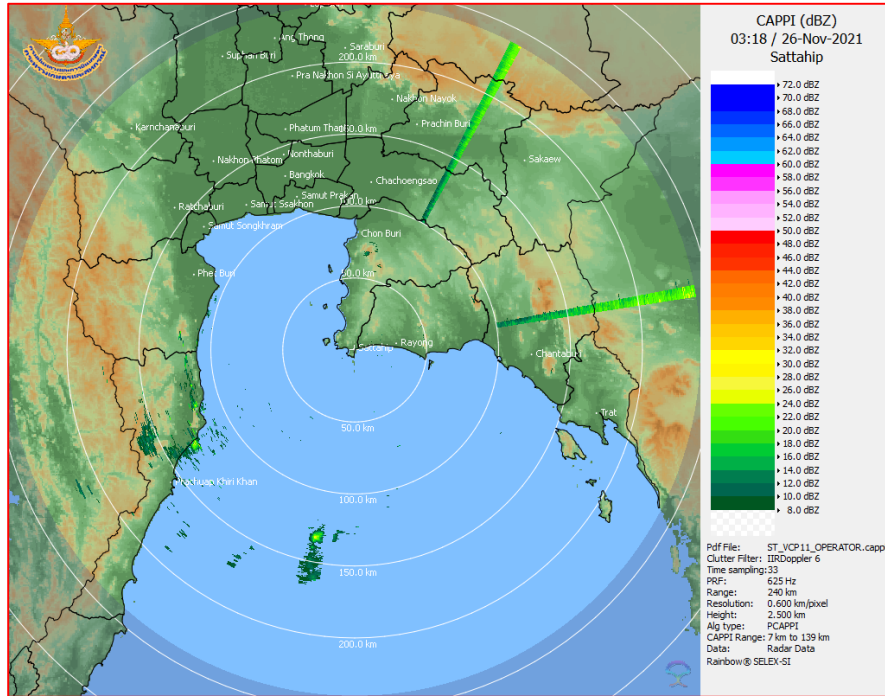 CAPPI (dBZ)
03:18 / 26-Nov-2021
Sattahip
72.0 dBZ
70.0 dBZ
68.0 dBZ
66.0 dBZ
64.0 dBZ
62.0 dBZ
60.0 dBZ
58.0 dBZ
56.0 dBZ
54.0 dBZ
52.0 dBZ
50.0 dBZ
48.0 dBZ
46.0 dBZ
44.0 dBZ
42.0 dBZ
40.0 dBZ
38.0 dBZ
36.0 dBZ
34.0 dBZ
32.0 dBZ
30.0 dBZ
28.0 dBZ
26.0 dBZ
24.0 dBZ
22.0 dBZ
20.0 dBZ
18.0 dBZ
16.0 dBZ
14.0 dBZ
12.0 dBZ
10.0 dBZ
8.0 dBZ
Pdf File: ST_VCP11_OPERATOR.capp
Clutter Filter: IIRDoppler 6
Time sampling:33
PRF: 625 Hz
Range: 240 km
Resolution: 0.600 km/pixel
Height: 2.500 km
Alg type: PCAPPI
CAPPI Range: 7 km to 139 km
Data: Radar Data
Rainbow® SELEX-SI
Ang Thong
Saraburi
Suphan Buri
200.0 km
Pra Nakhon Si Ayutthaya
Nakhon Nayok
Karnchanaburi
Phatum Thani
Prachin Buri
Nonthaburi
Nakhon Phatom
Sakaew
Bangkok
Chachoengsao
Samut Prakan
Ratchaburi
Samut Ssakhon
100.0 km
Samut Songkhram
Chon Buri
Phet Buri
50.0 km
Sattahip
Rayong
Chantaburi
Trat
50.0 km
Prachuap Khiri Khan
100.0 km
150.0 km
200.0 km